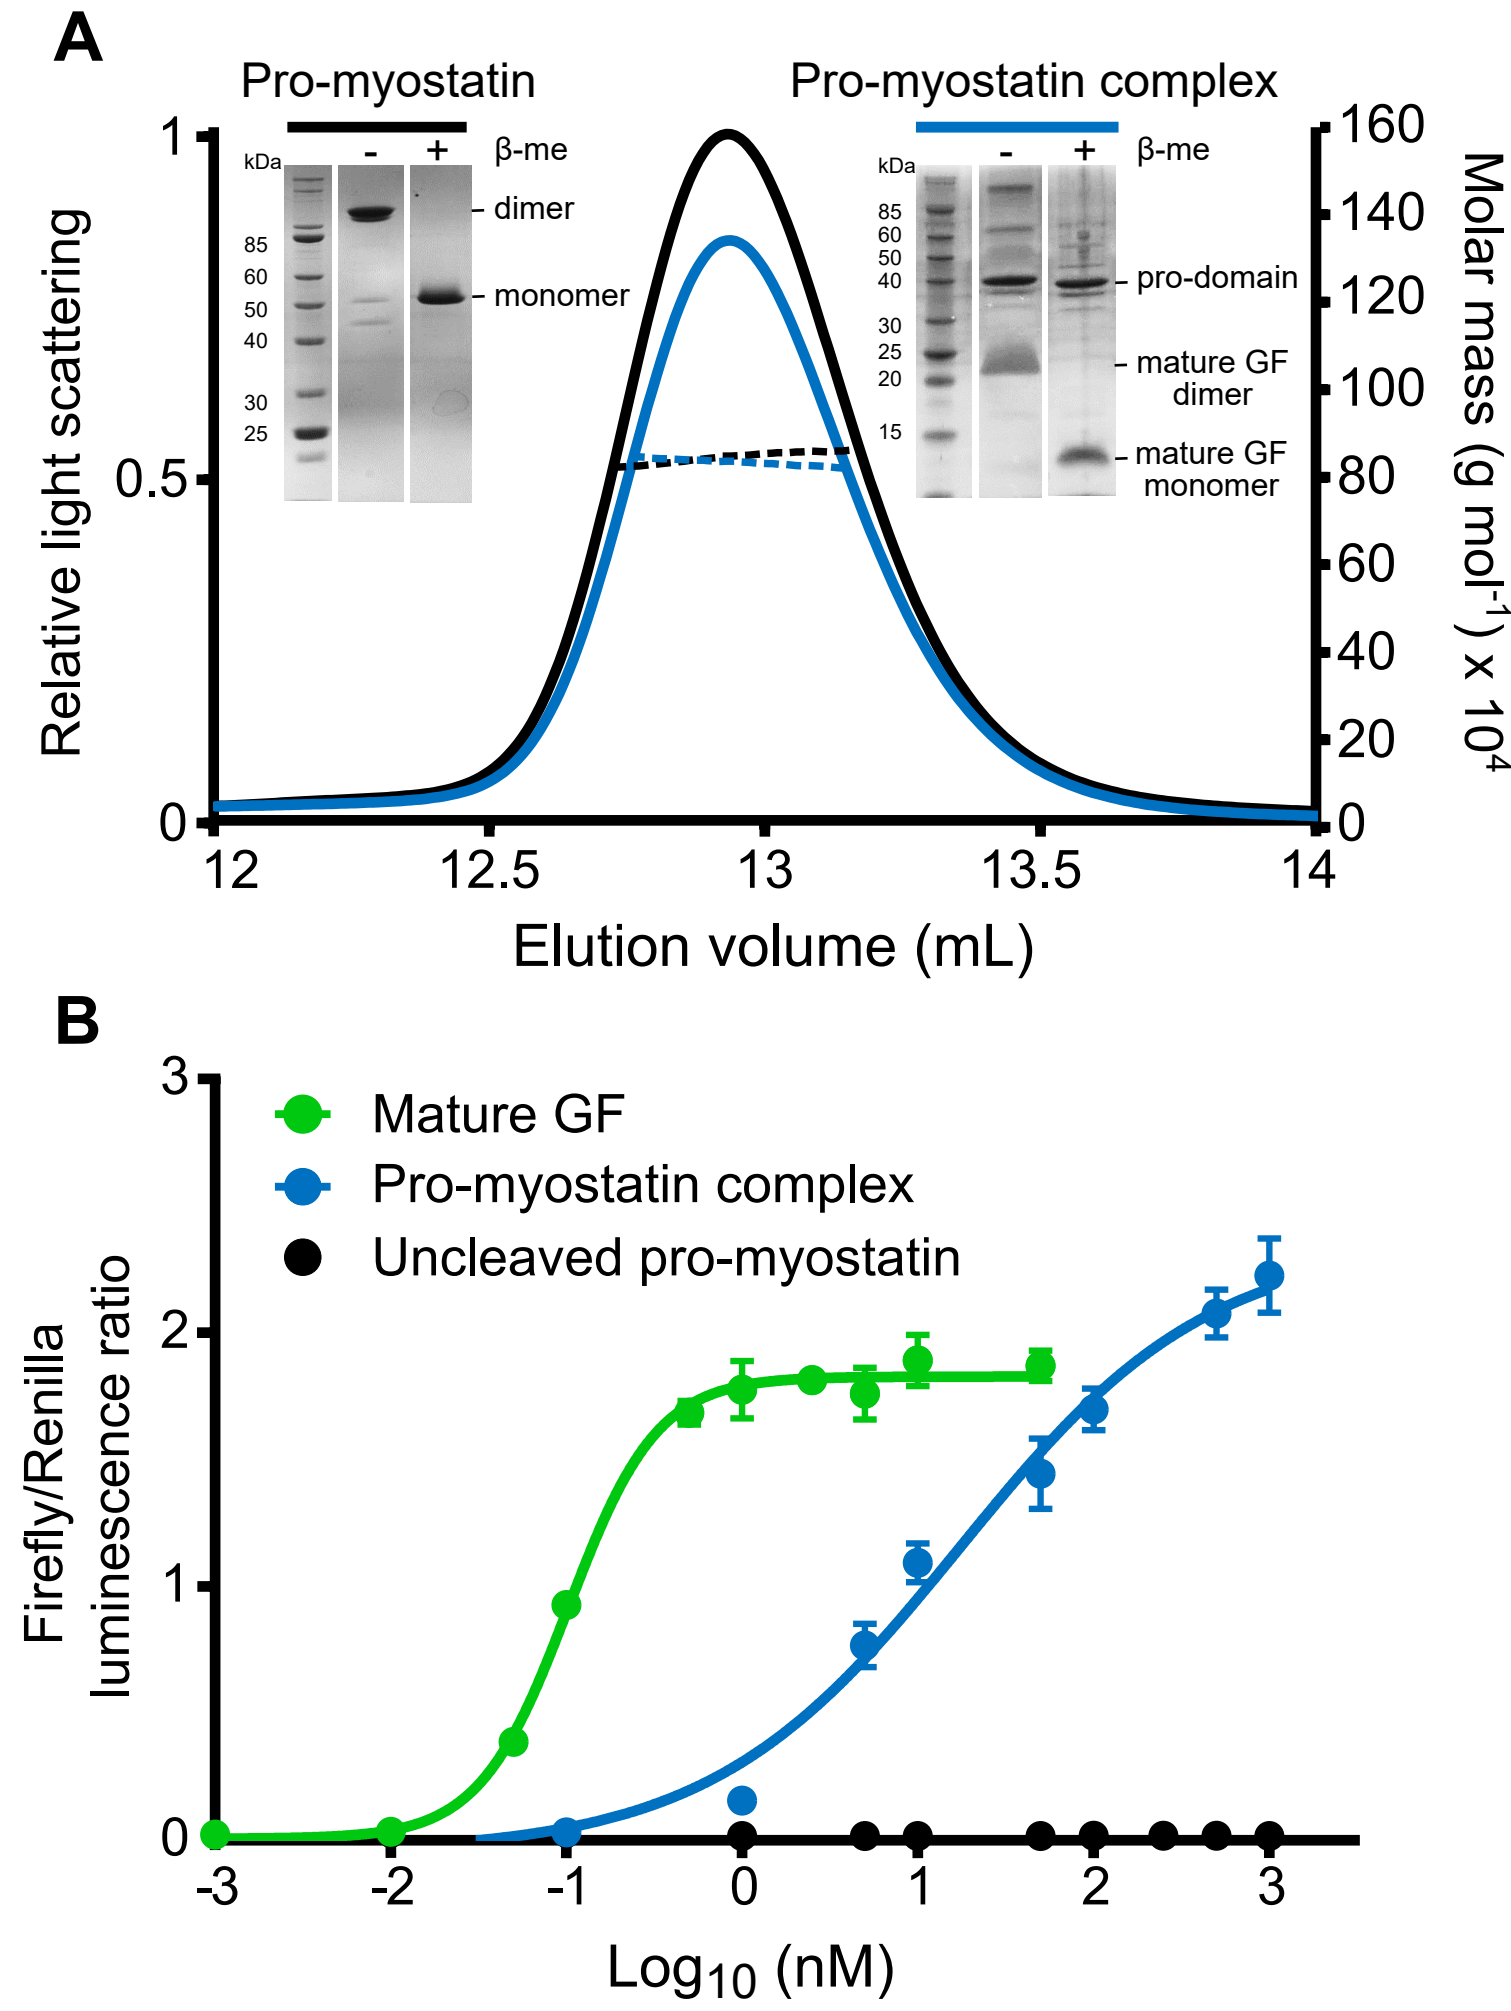 A
Pro-myostatin
Pro-myostatin complex
- + β-me
kDa
85
60
50
40
30
25
dimer
monomer
- + β-me
kDa
85
60
50
40
30
25
20
15
pro-domain
mature GF
dimer
mature GF
monomer
1
0.5
0
Relative light scattering
160
140
120
100
80
60
40
20
0
Molar mass (g mol⁻¹) x 10⁴
12 12.5 13 13.5 14
Elution volume (mL)
B
3
2
1
0
Firefly/Renilla
luminescence ratio
Mature GF
Pro-myostatin complex
Uncleaved pro-myostatin
-3 -2 -1 0 1 2 3
Log₁₀ (nM)